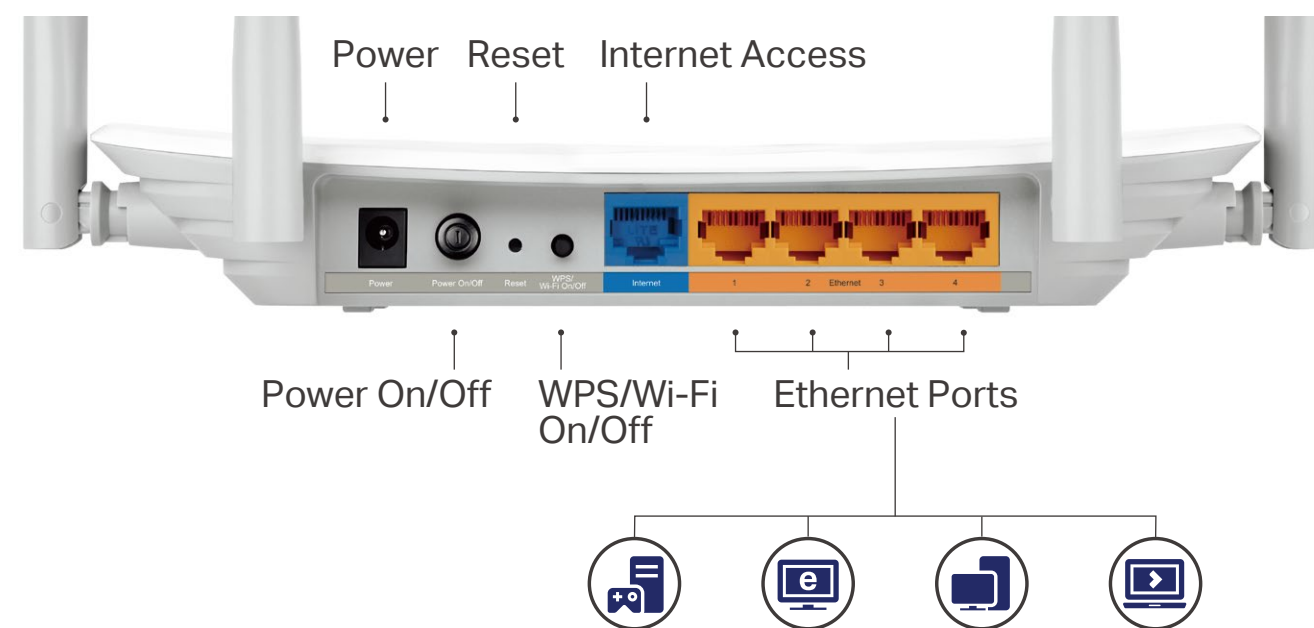 Power Reset Internet Access
Power Power On/Off Reset WPS/
Wi-Fi On/Off Internet 1 2 Ethernet 3 4
Power On/Off WPS/Wi-Fi
On/Off Ethernet Ports
e